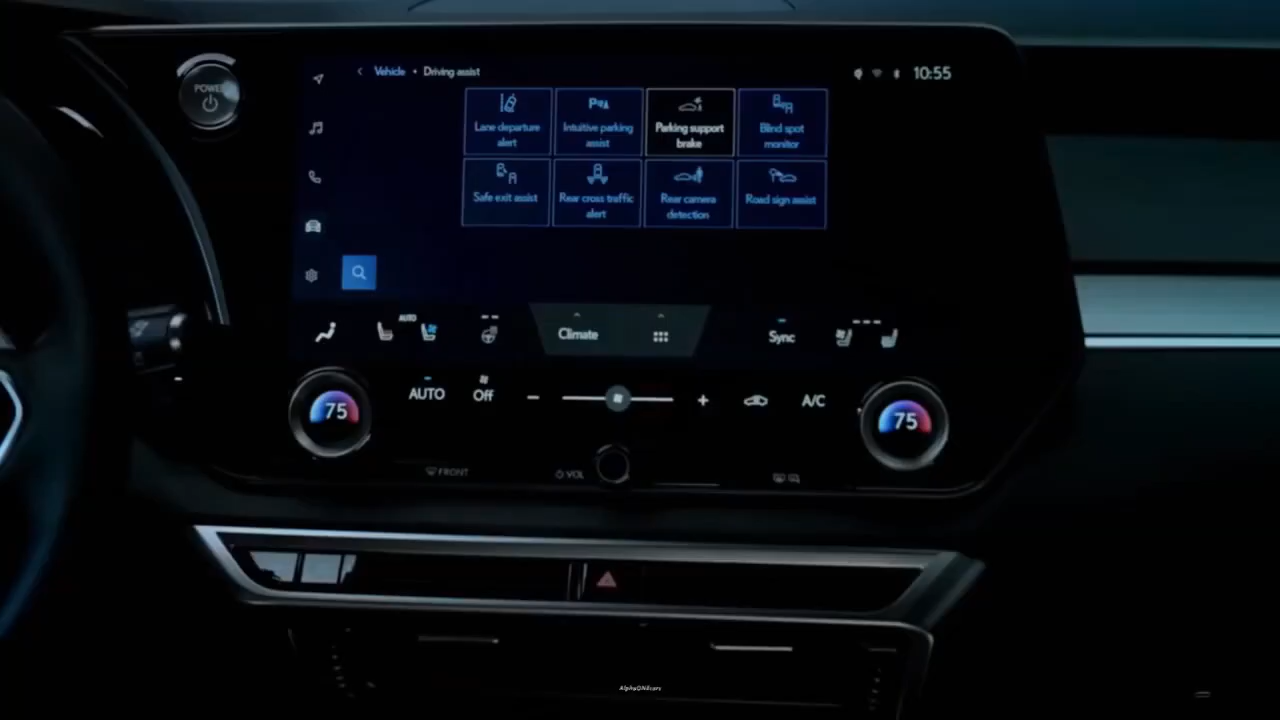 POWER
Vehicle • Driving assist
10:55
Lane departure
alert
Intuitive parking
assist
Parking support
brake
Blind spot
monitor
Safe exit assist
Rear cross traffic
alert
Rear camera
detection
Road sign assist
AUTO
Climate
Sync
75
AUTO
Off
A/C
75
FRONT
VOL
AlphaONEcars